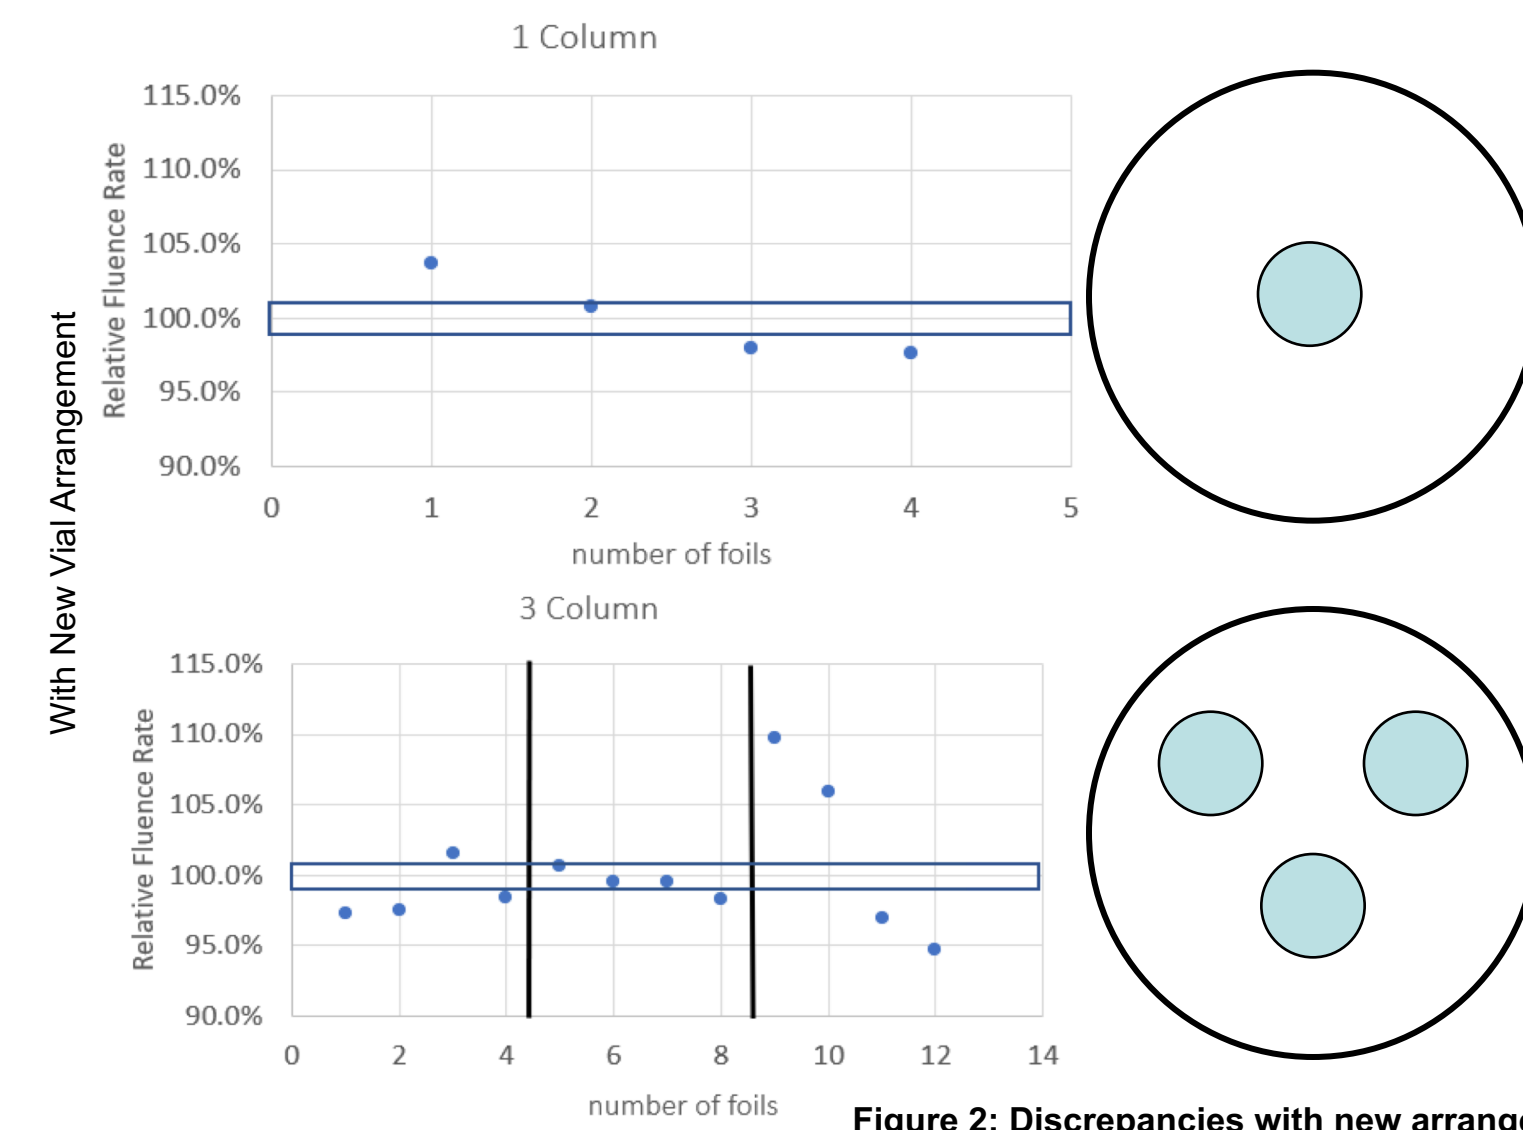 1 Column
115.0%
110.0%
105.0%
100.0%
95.0%
90.0%
Relative Fluence Rate
0 1 2 3 4 5
number of foils
With New Vial Arrangement
3 Column
115.0%
110.0%
105.0%
100.0%
95.0%
90.0%
Relative Fluence Rate
0 2 4 6 8 10 12 14
number of foils
Figure 2: Discrepancies with new